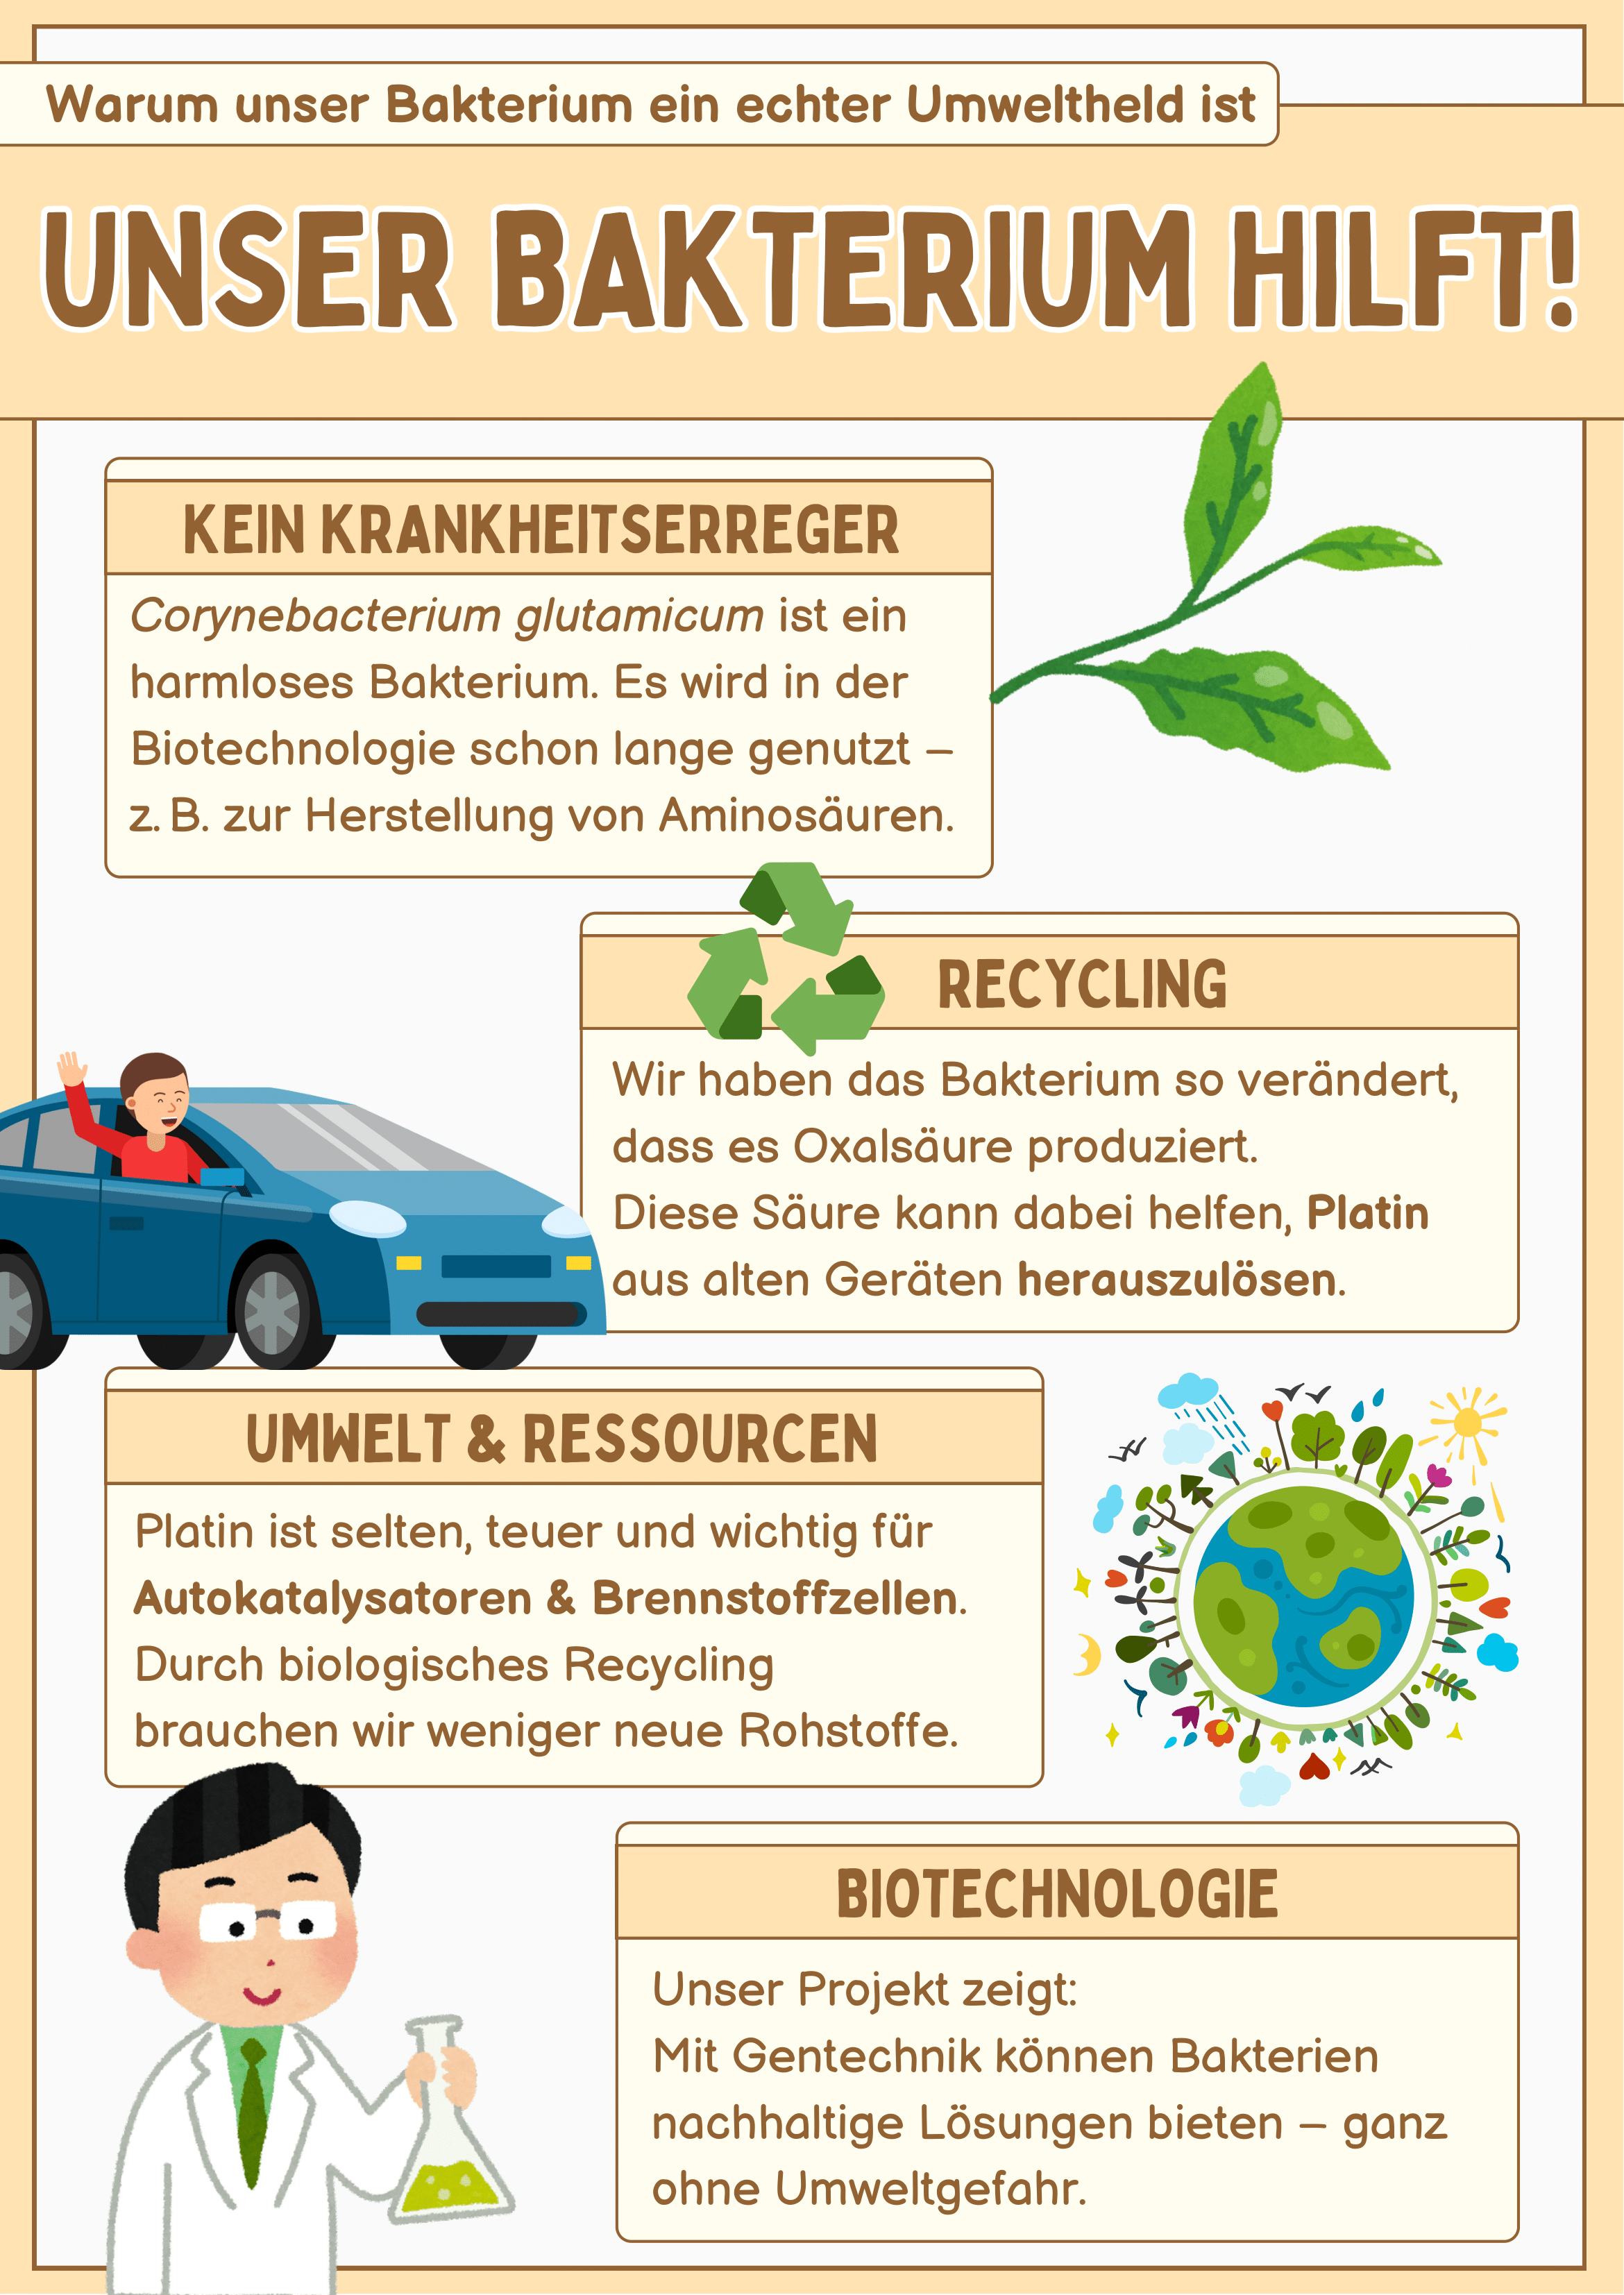 Warum unser Bakterium ein echter Umweltheld ist
UNSER BAKTERIUM HILFT!
KEIN KRANKHEITSERREGER
Corynebacterium glutamicum ist ein
harmloses Bakterium. Es wird in der
Biotechnologie schon lange genutzt –
z. B. zur Herstellung von Aminosäuren.
RECYCLING
Wir haben das Bakterium so verändert,
dass es Oxalsäure produziert.
Diese Säure kann dabei helfen, Platin
aus alten Geräten herauszulösen.
UMWELT & RESSOURCEN
Platin ist selten, teuer und wichtig für
Autokatalysatoren & Brennstoffzellen.
Durch biologisches Recycling
brauchen wir weniger neue Rohstoffe.
BIOTECHNOLOGIE
Unser Projekt zeigt:
Mit Gentechnik können Bakterien
nachhaltige Lösungen bieten – ganz
ohne Umweltgefahr.